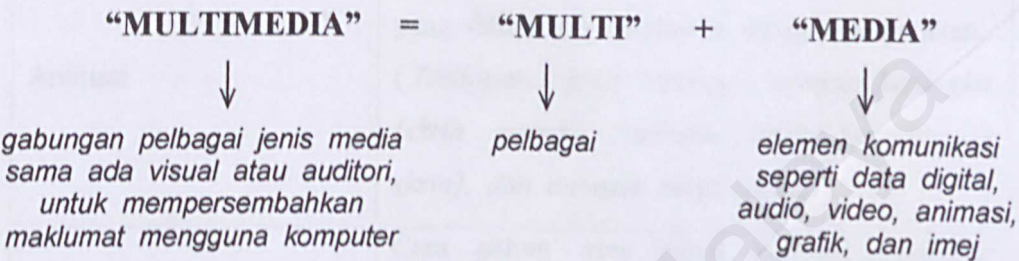 “MULTIMEDIA” = “MULTI” + “MEDIA”
gabungan pelbagai jenis media
sama ada visual atau auditori,
untuk mempersembahkan
maklumat mengguna komputer
pelbagai
elemen komunikasi
seperti data digital,
audio, video, animasi,
grafik, dan imej